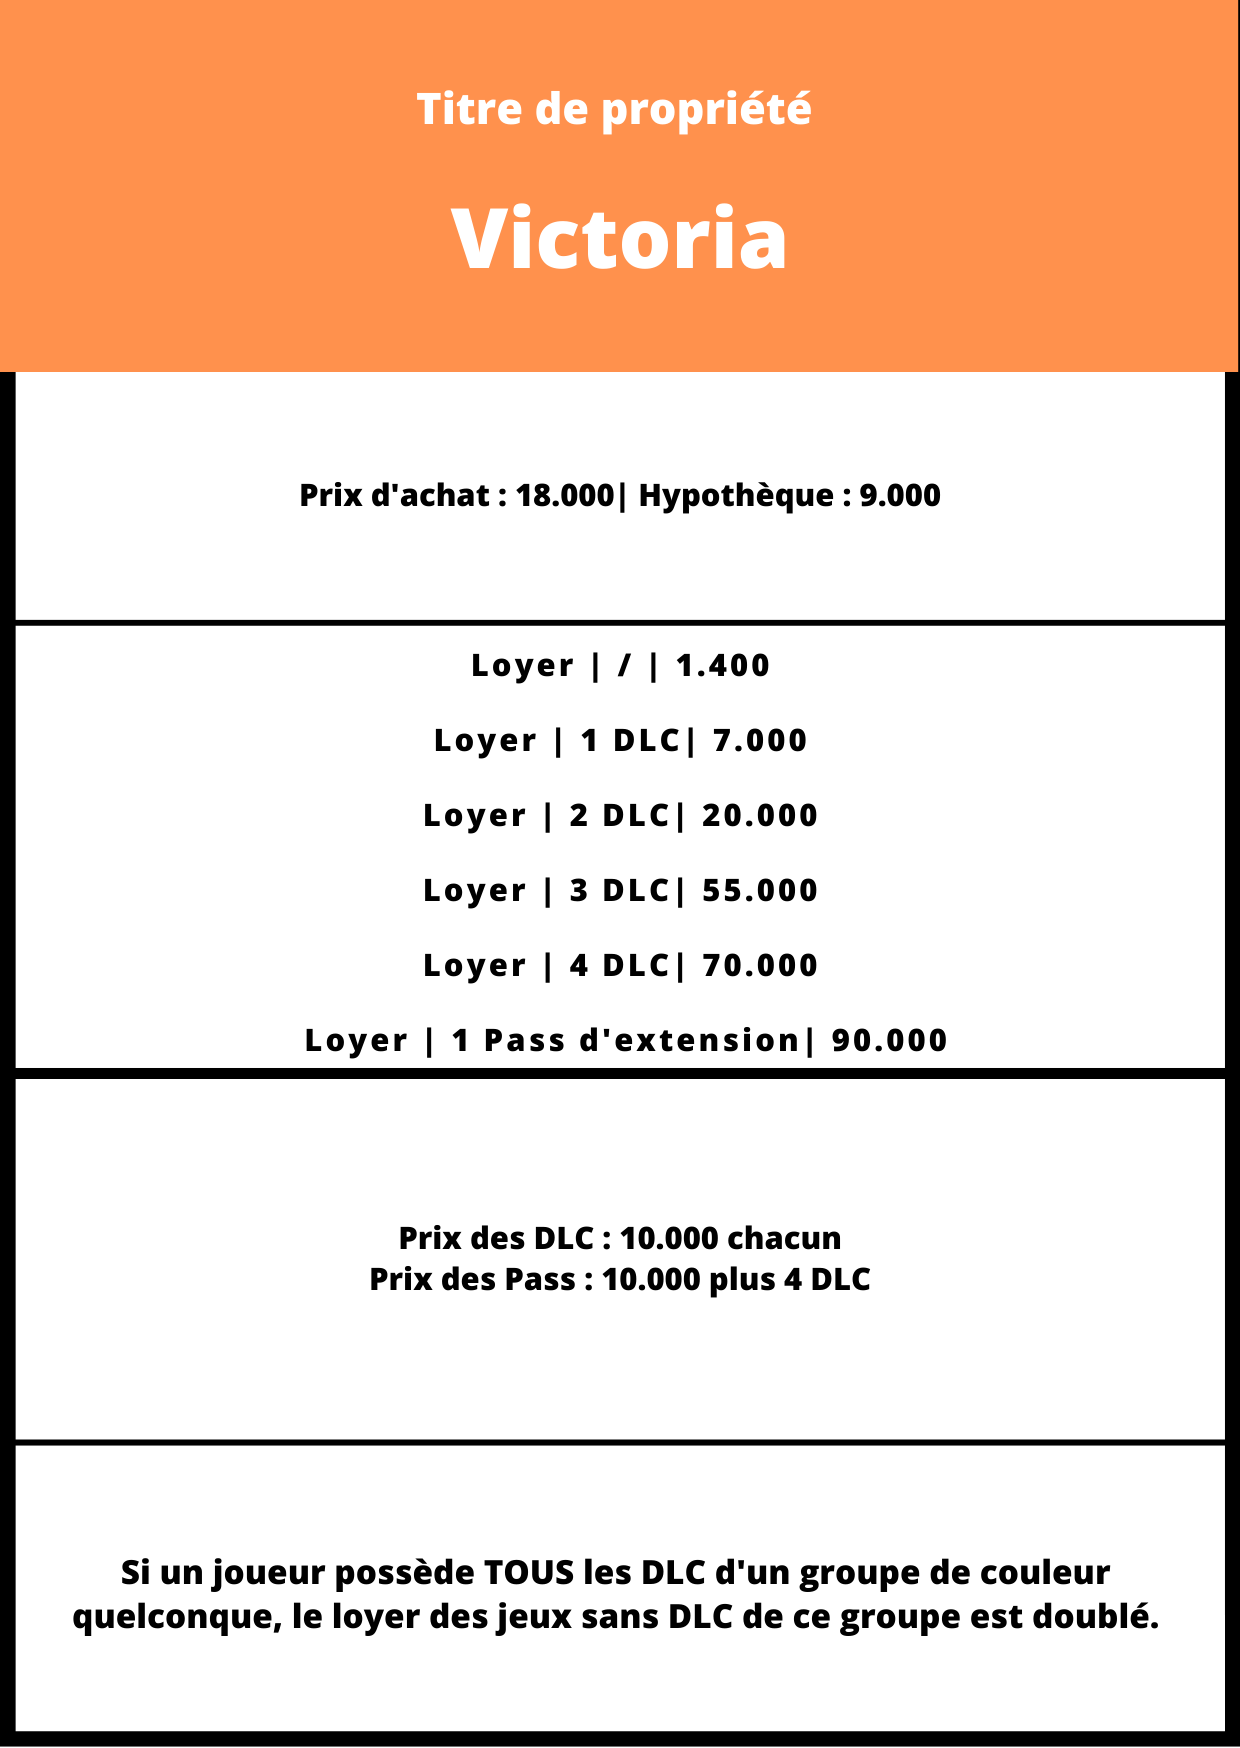 Titre de propriété
Victoria
Prix d'achat : 18.000| Hypothèque : 9.000
Loyer | / | 1.400
Loyer | 1 DLC| 7.000
Loyer | 2 DLC| 20.000
Loyer | 3 DLC| 55.000
Loyer | 4 DLC| 70.000
Loyer | 1 Pass d'extension| 90.000
Prix des DLC : 10.000 chacun
Prix des Pass : 10.000 plus 4 DLC
Si un joueur possède TOUS les DLC d'un groupe de couleur
quelconque, le loyer des jeux sans DLC de ce groupe est doublé.